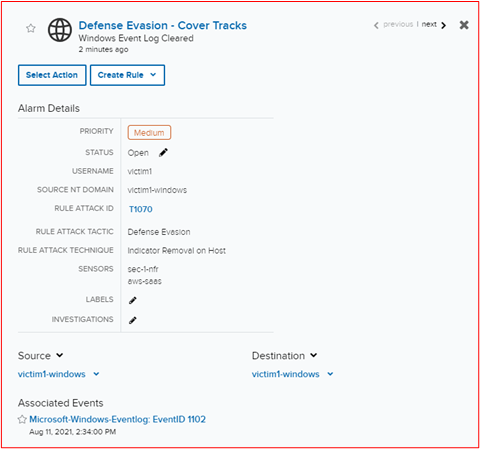 Defense Evasion - Cover Tracks
previous | next
Windows Event Log Cleared
2 minutes ago
Select Action
Create Rule
Alarm Details
PRIORITY Medium
STATUS Open
USERNAME victim1
SOURCE NT DOMAIN victim1-windows
RULE ATTACK ID T1070
RULE ATTACK TACTIC Defense Evasion
RULE ATTACK TECHNIQUE Indicator Removal on Host
SENSORS sec-1-nfr
aws-saas
LABELS
INVESTIGATIONS
Source Destination
victim1-windows victim1-windows
Associated Events
Microsoft-Windows-Eventlog: EventID 1102
Aug 11, 2021, 2:34:00 PM